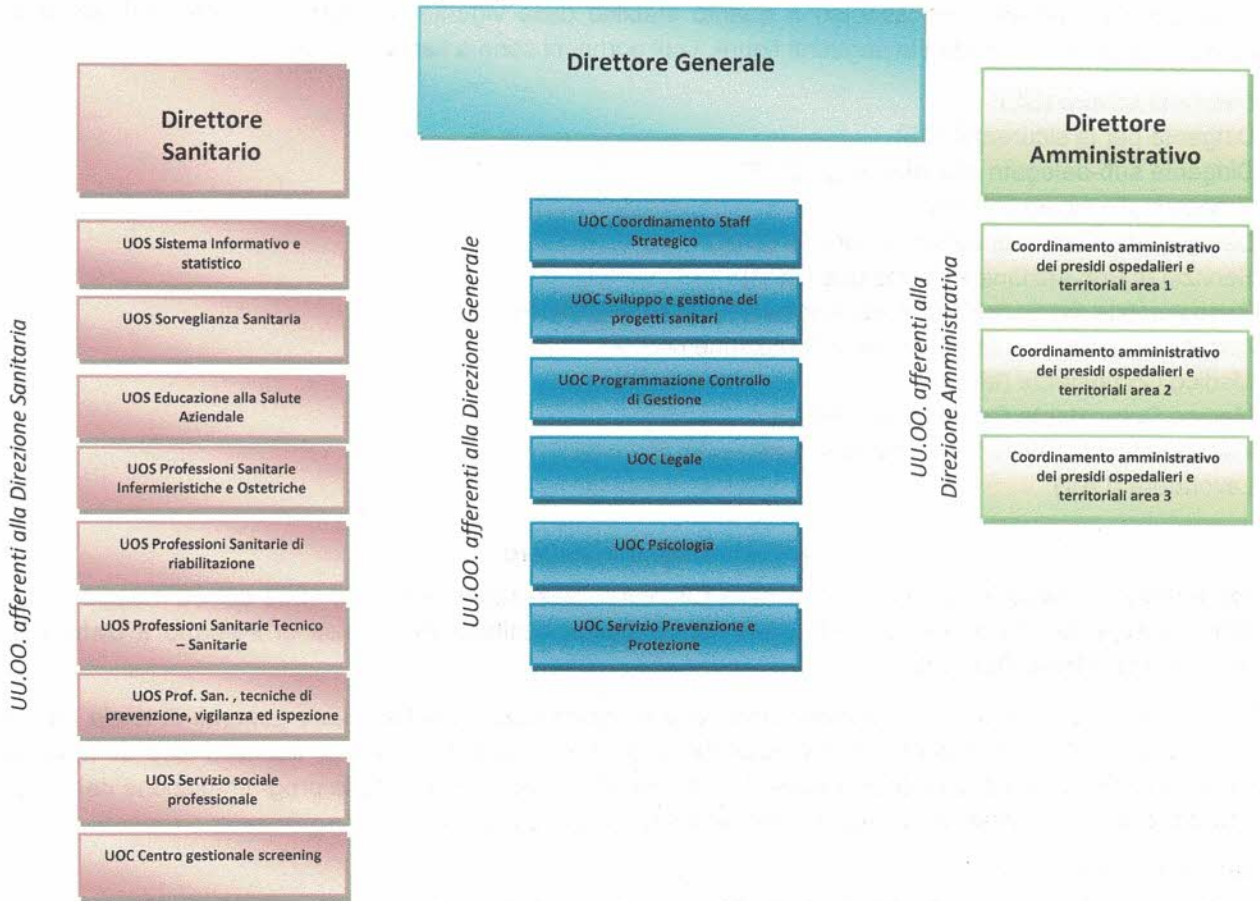 Direttore Generale
Direttore
Sanitario
Direttore
Amministrativo
UU.OO. afferenti alla Direzione Sanitaria
UOS Sistema Informativo e
statistico
UOS Sorveglianza Sanitaria
UOS Educazione alla Salute
Aziendale
UOS Professioni Sanitarie
Infermieristiche e Ostetriche
UOS Professioni Sanitarie di
riabilitazione
UOS Professioni Sanitarie Tecnico
– Sanitarie
UOS Prof. San. , tecniche di
prevenzione, vigilanza ed ispezione
UOS Servizio sociale
professionale
UOC Centro gestionale screening
UU.OO. afferenti alla Direzione Generale
UOC Coordinamento Staff
Strategico
UOC Sviluppo e gestione dei
progetti sanitari
UOC Programmazione Controllo
di Gestione
UOC Legale
UOC Psicologia
UOC Servizio Prevenzione e
Protezione
UU.OO. afferenti alla
Direzione Amministrativa
Coordinamento amministrativo
dei presidi ospedalieri e
territoriali area 1
Coordinamento amministrativo
dei presidi ospedalieri e
territoriali area 2
Coordinamento amministrativo
dei presidi ospedalieri e
territoriali area 3